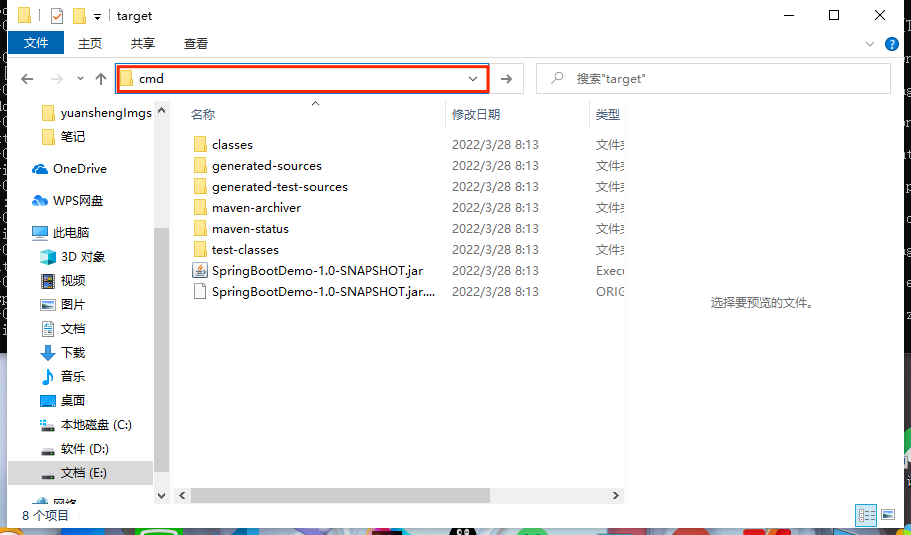 target
文件 主页 共享 查看
cmd
搜索"target"
yuanshengImgs
笔记
OneDrive
WPS网盘
此电脑
3D 对象
视频
图片
文档
下载
音乐
桌面
本地磁盘 (C:)
软件 (D:)
文档 (E:)
网络
名称 修改日期 类型
classes 2022/3/28 8:13 文件夹
generated-sources 2022/3/28 8:13 文件夹
generated-test-sources 2022/3/28 8:13 文件夹
maven-archiver 2022/3/28 8:13 文件夹
maven-status 2022/3/28 8:13 文件夹
test-classes 2022/3/28 8:13 文件夹
SpringBootDemo-1.0-SNAPSHOT.jar 2022/3/28 8:13 Execu
SpringBootDemo-1.0-SNAPSHOT.jar.... 2022/3/28 8:13 ORIG
选择要预览的文件。
8 个项目